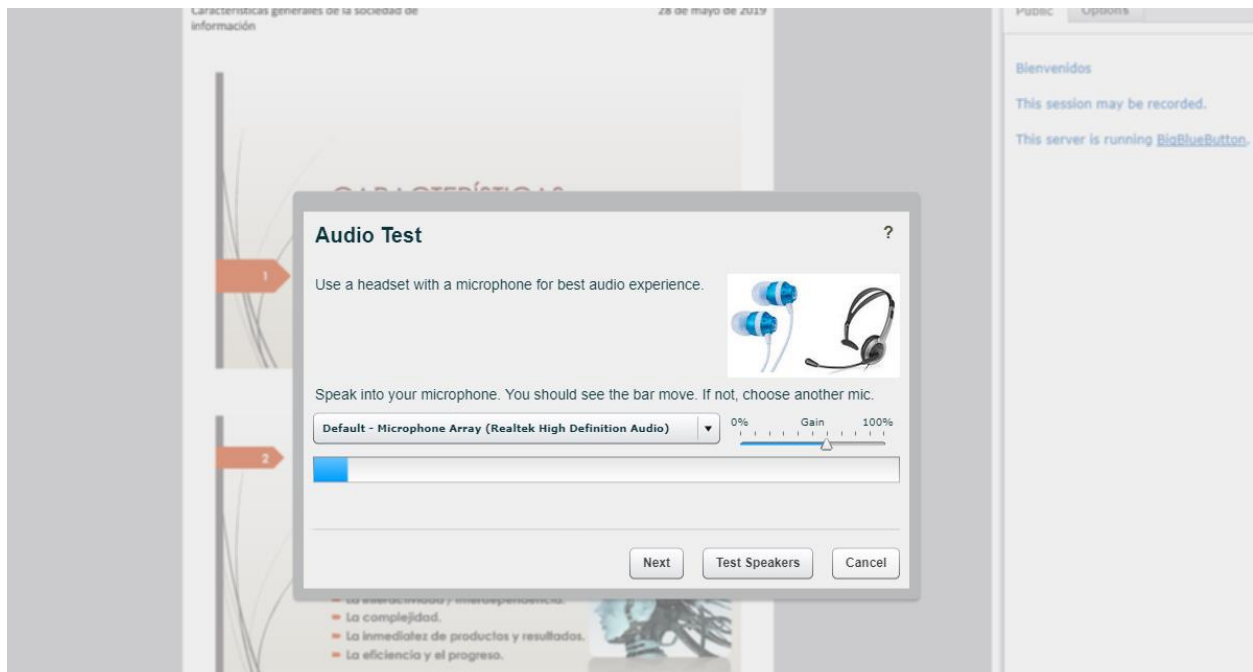 Características generales de la sociedad de
información
28 de mayo de 2019
Public
Options
Bienvenidos
This session may be recorded.
This server is running BigBlueButton.
CARACTERÍSTICAS
1
Audio Test
?
Use a headset with a microphone for best audio experience.
Speak into your microphone. You should see the bar move. If not, choose another mic.
Default - Microphone Array (Realtek High Definition Audio)
0%
Gain
100%
2
Next
Test Speakers
Cancel
La interactividad / interdependencia.
La complejidad.
La inmediatez de productos y resultados.
La eficiencia y el progreso.